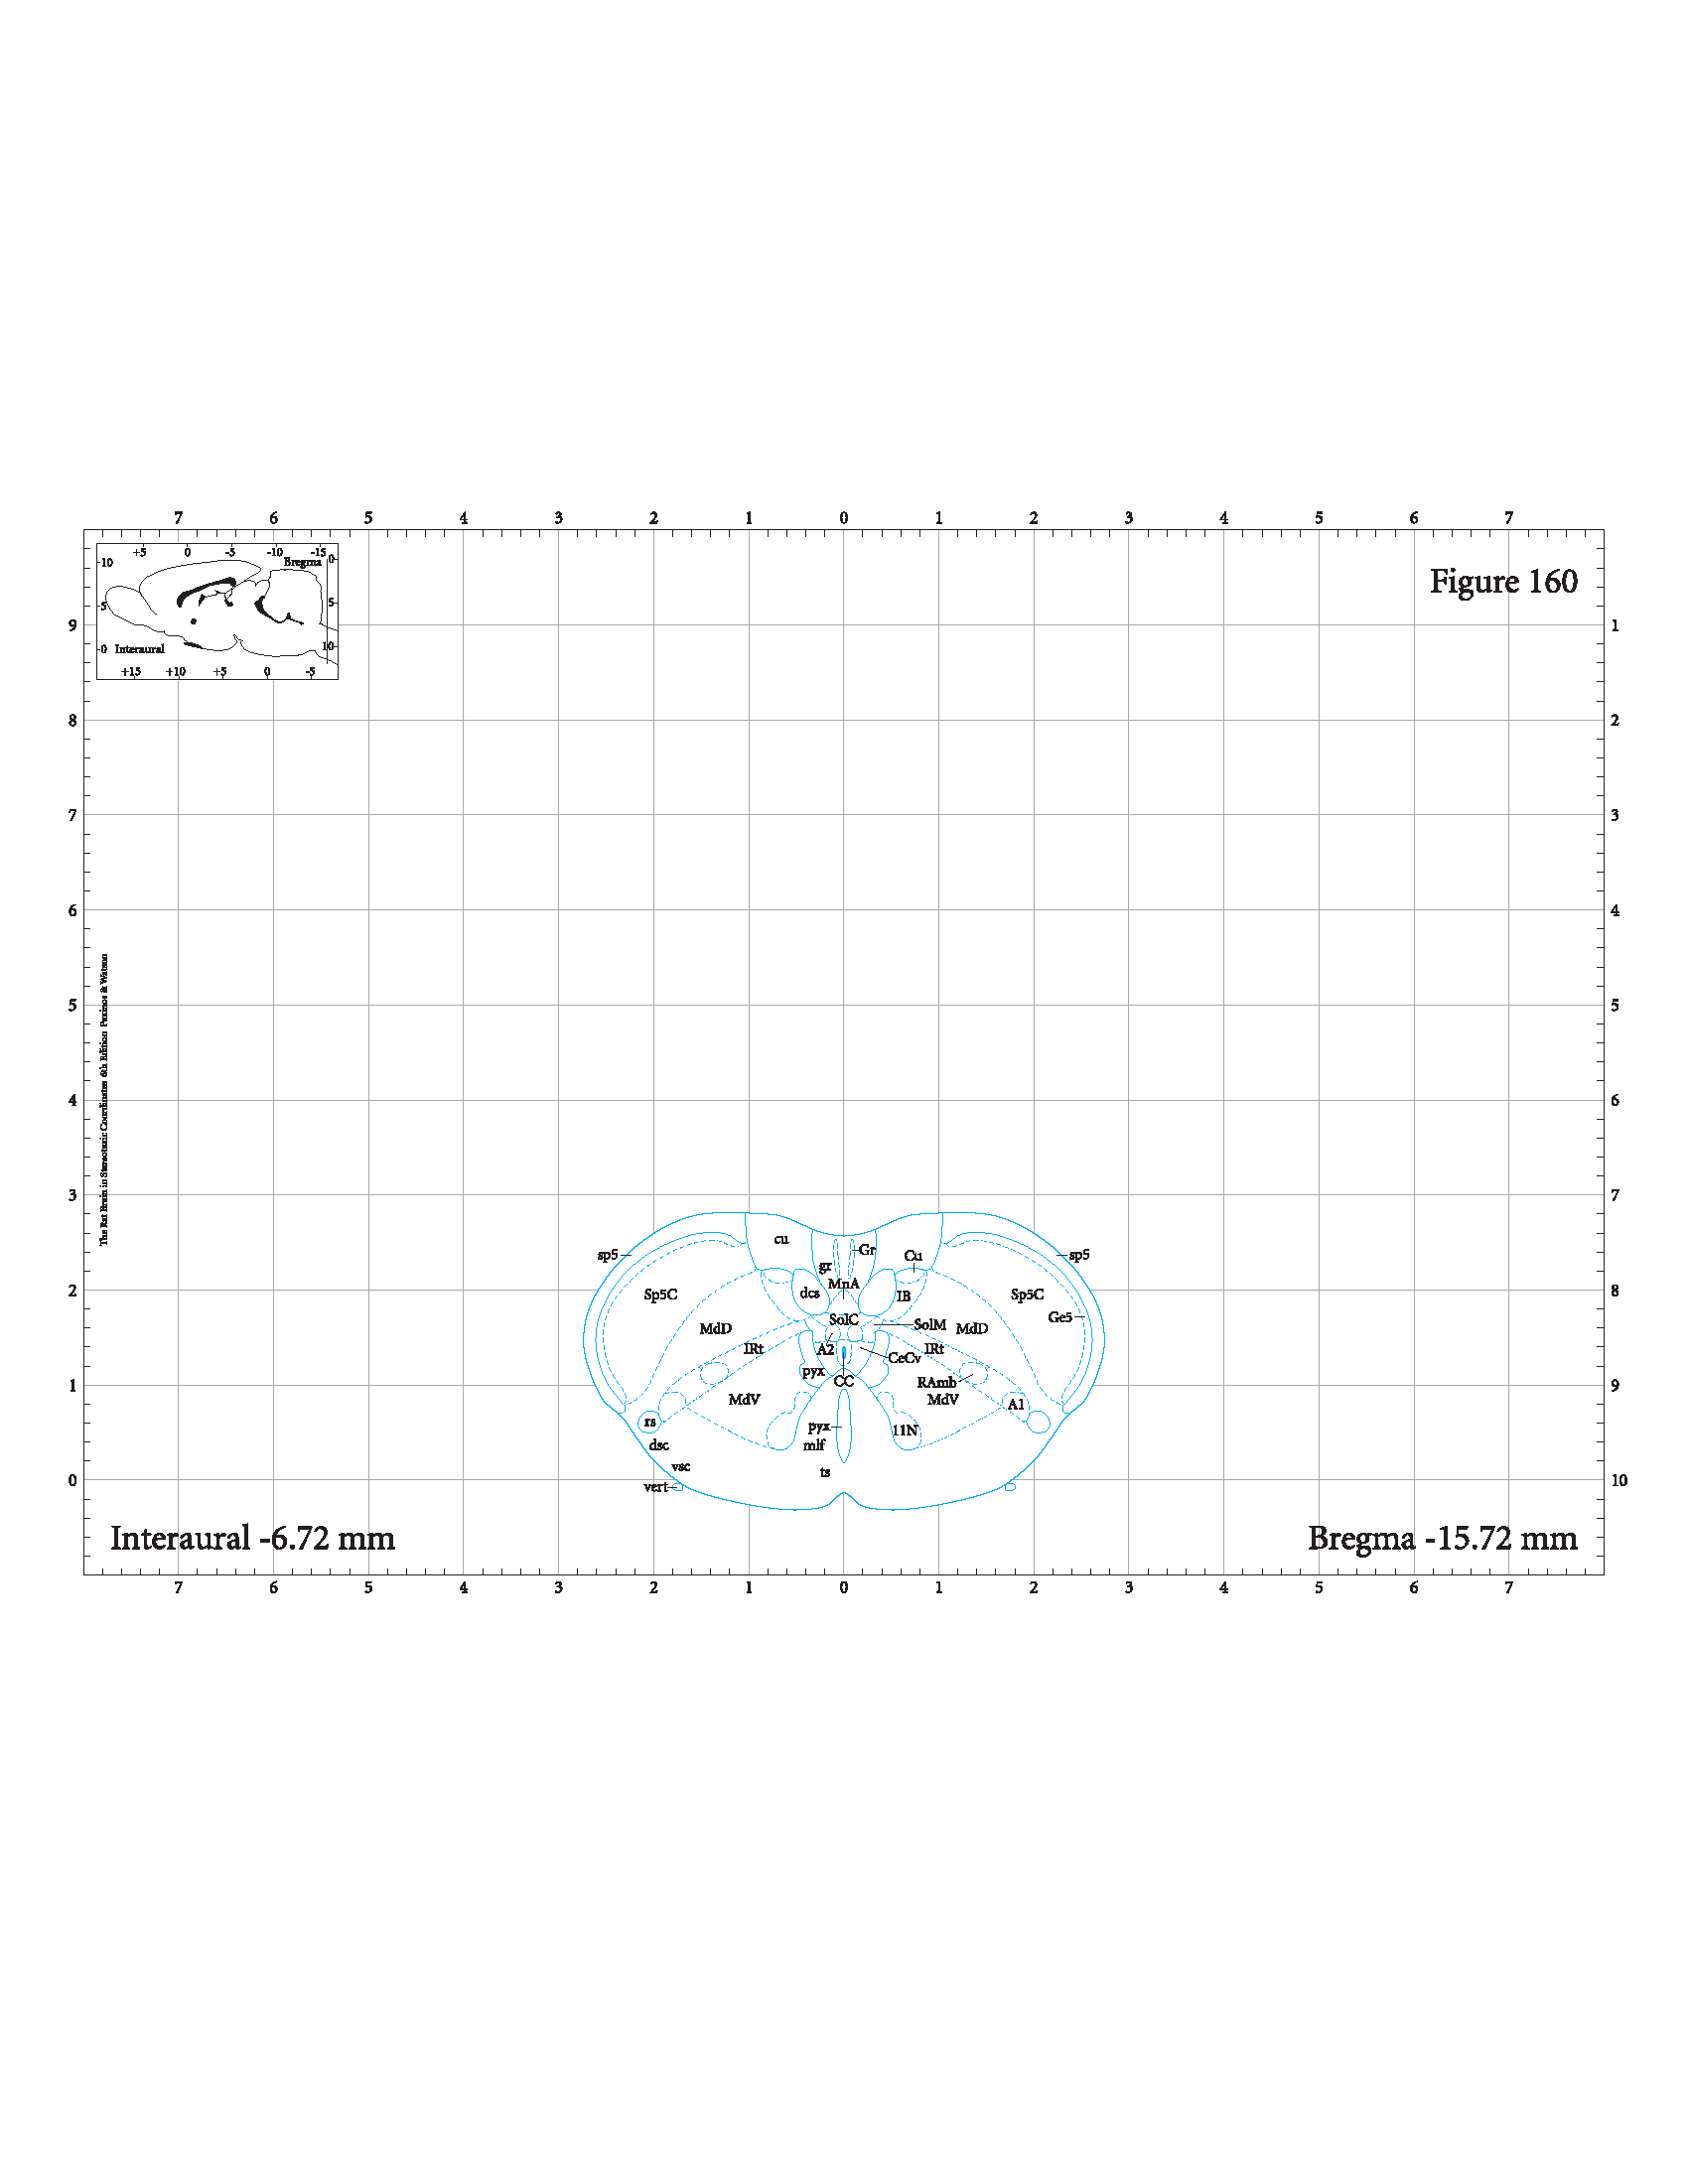 7 6 5 4 3 2 1 0 1 2 3 4 5 6 7
+5 0 -5 -10 -15
Bregma 0
10
5 5
0 Interaural 10
+15 +10 +5 0 -5
Figure 160
9 1
8 2
7 3
6 4
5 5
4 6
3 7
2 8
1 9
0 10
The Rat Brain in Stereotaxic Coordinates 6th Edition Paxinos & Watson
cu
sp5 Gr Cu sp5
gr
MnA
Sp5C dcs IB Sp5C
Ge5
SolC SolM
MdD MdD
IRt A2 IRt
CeCv
pyx
CC RAmb
MdV MdV A1
rs pyx 11N
dsc mlf
vsc ts
vert
Interaural -6.72 mm Bregma -15.72 mm
7 6 5 4 3 2 1 0 1 2 3 4 5 6 7